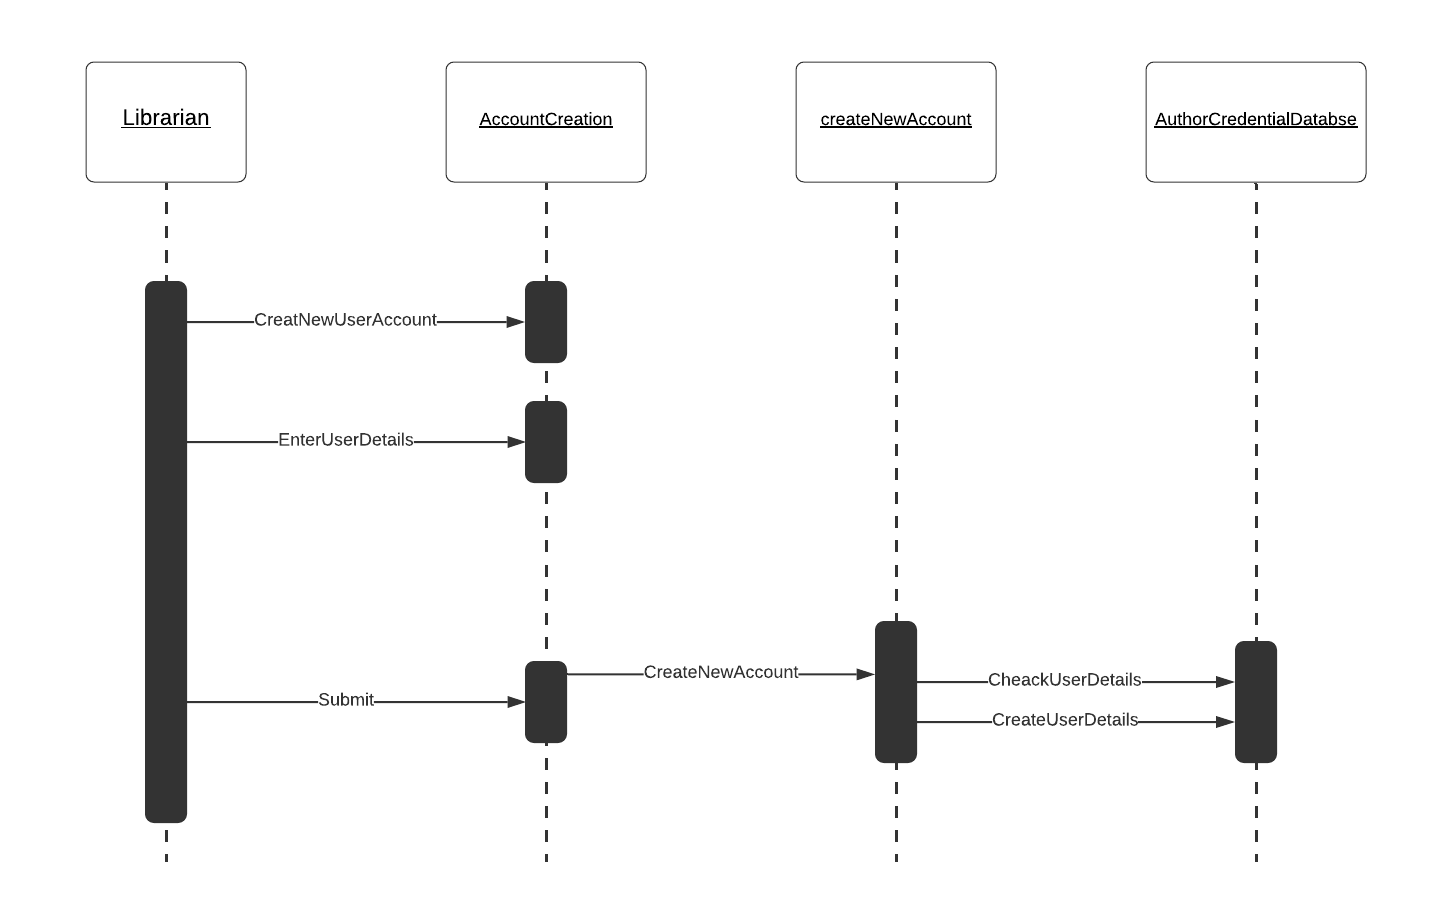 Librarian
AccountCreation
createNewAccount
AuthorCredentialDatabse
CreatNewUserAccount
EnterUserDetails
CreateNewAccount
CheackUserDetails
Submit
CreateUserDetails